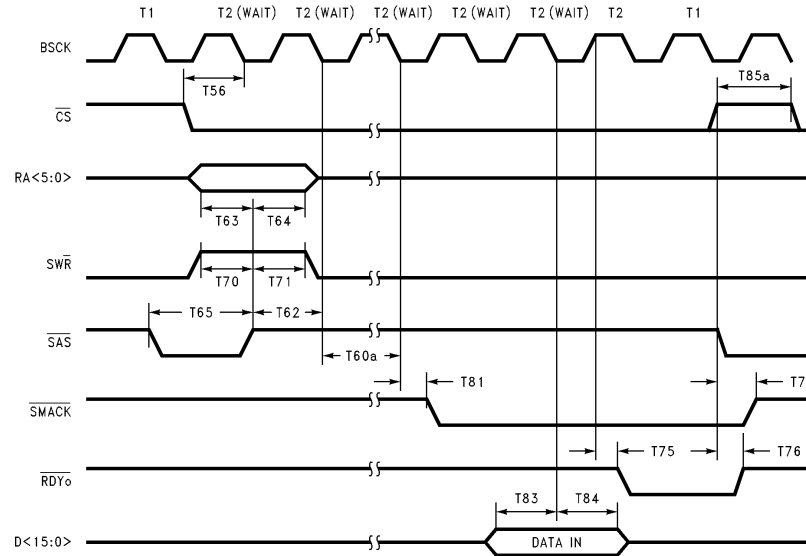 T1 T2 (WAIT) T2 (WAIT) T2 (WAIT) T2 (WAIT) T2 (WAIT) T2 T1
BSCK
T56
T85a
CS
RA<5:0>
T63 T64
SWR
T70 T71
T65 T62
SAS
T60a
T81 T7
SMACK
T75 T76
RDYo
T83 T84
D<15:0> DATA IN